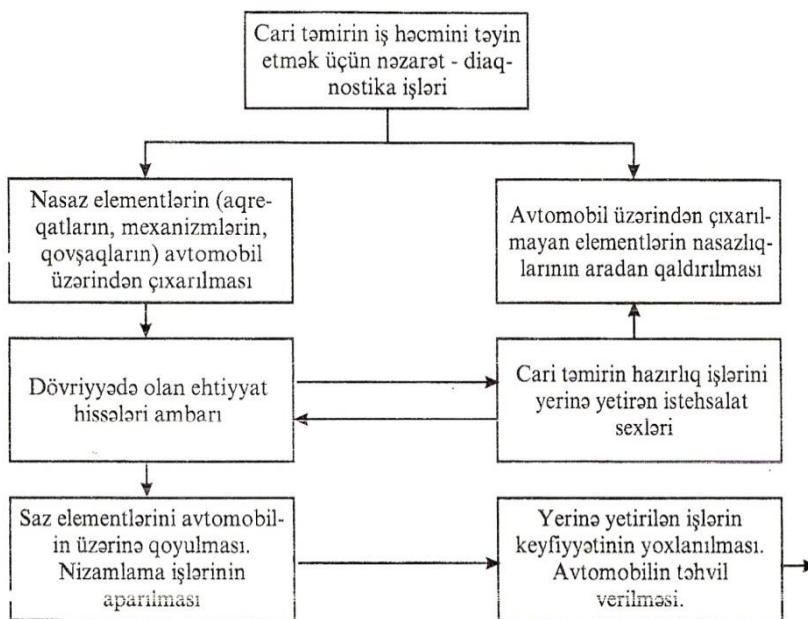 Cari təmirin iş həcmini təyin
etmək üçün nəzarət - diaq-
nostika işləri
Nasaz elementlərin (aqre-
qatların, mexanizmlərin,
qovşaqların) avtomobil
üzərindən çıxarılması
Avtomobil üzərindən çıxarıl-
mayan elementlərin nasazlıq-
larının aradan qaldırılması
Dövriyyədə olan ehtiyyat
hissələri ambarı
Cari təmirin hazırlıq işlərini
yerinə yetirən istehsalat
sexləri
Saz elementlərini avtomobil-
in üzərinə qoyulması.
Nizamlama işlərinin
aparılması
Yerinə yetirilən işlərin
keyfiyyətinin yoxlanılması.
Avtomobilin təhvil
verilməsi.